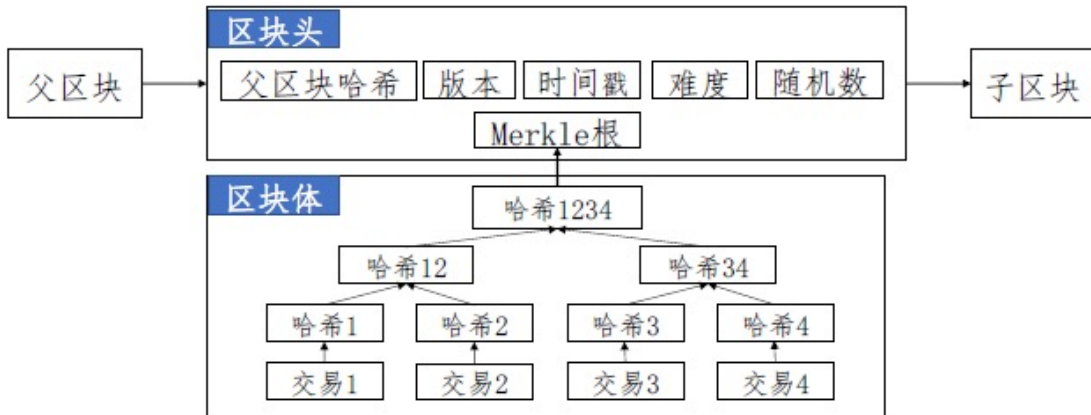 区块头
父区块
父区块哈希 版本 时间戳 难度 随机数
子区块
Merkle根
区块体
哈希1234
哈希12 哈希34
哈希1 哈希2 哈希3 哈希4
交易1 交易2 交易3 交易4